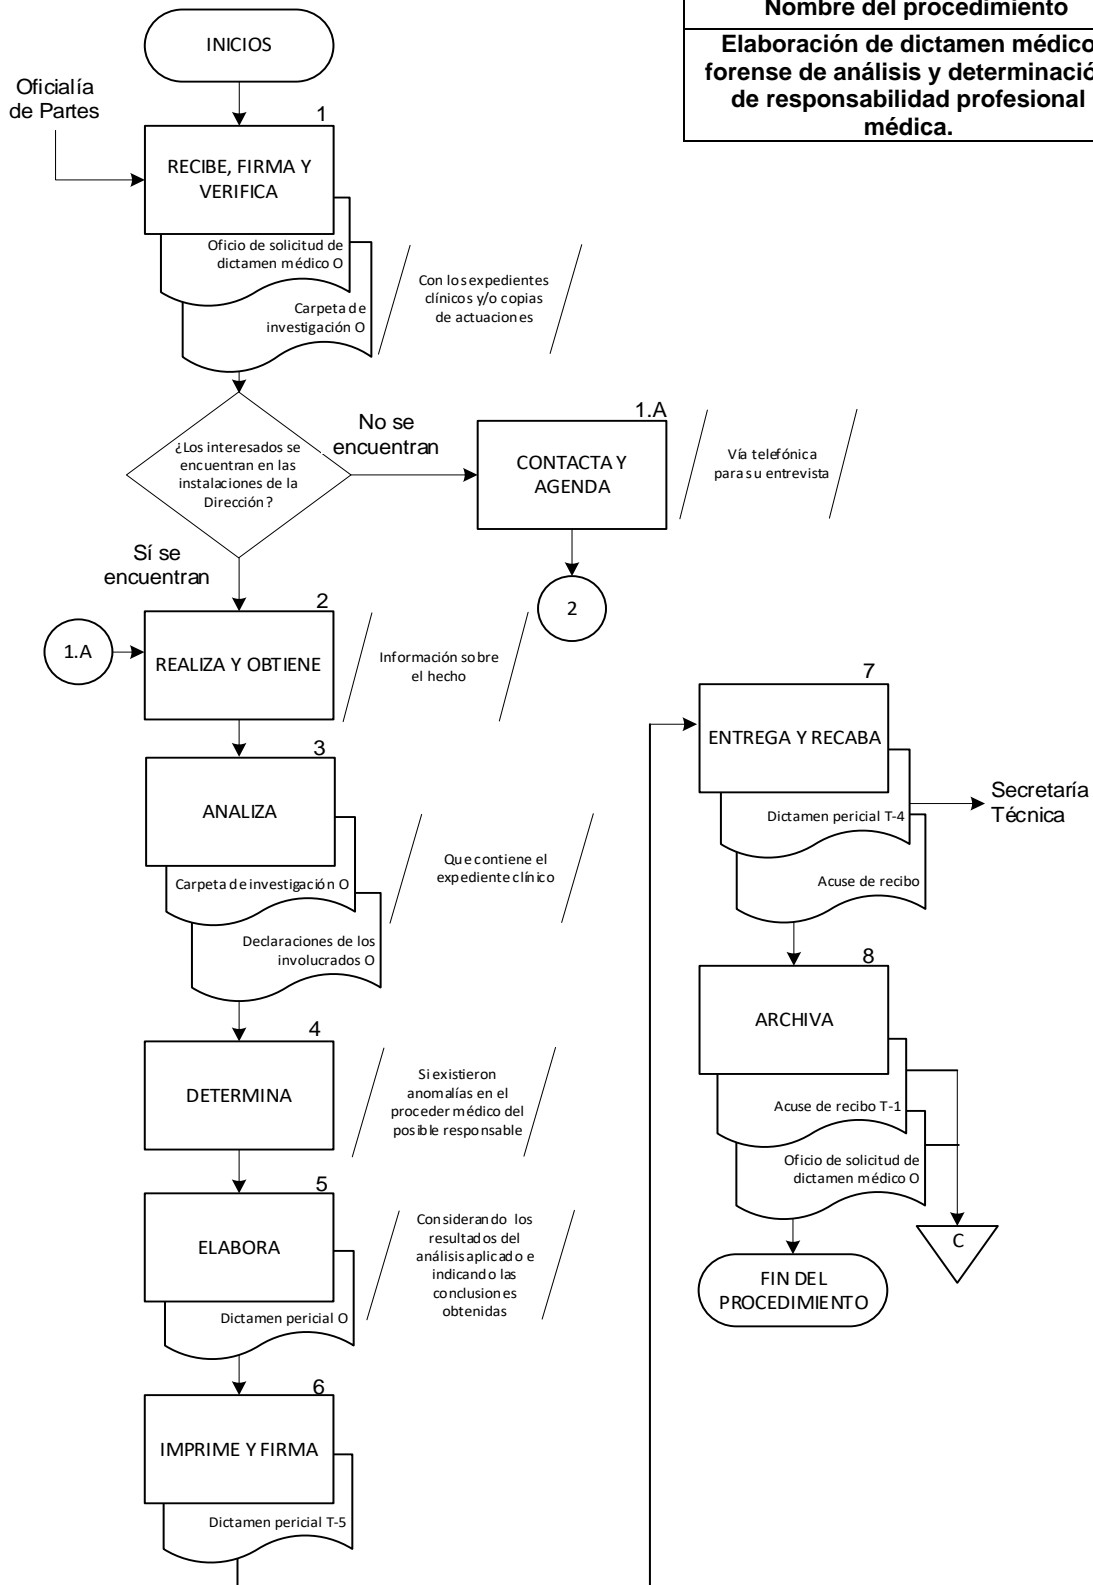 Nombre del procedimiento
Elaboración de dictamen médico
forense de análisis y determinació
de responsabilidad profesional
médica.
INICIOS
Oficialía
de Partes
1
RECIBE, FIRMA Y
VERIFICA
Oficio de solicitud de
dictamen médico O
Carpeta de
investigación O
Con los expedientes
clínicos y/o copias
de actuaciones
¿Los interesados se
encuentran en las
instalaciones de la
Dirección?
No se
encuentran
1.A
CONTACTA Y
AGENDA
Vía telefónica
para su entrevista
2
Sí se
encuentran
1.A
2
REALIZA Y OBTIENE
Información sobre
el hecho
3
ANALIZA
Carpeta de investigación O
Declaraciones de los
involucrados O
Que contiene el
expediente clínico
4
DETERMINA
Si existieron
anomalías en el
proceder médico del
posible responsable
5
ELABORA
Dictamen pericial O
Considerando los
resultados del
análisis aplicado e
indicando las
conclusiones
obtenidas
6
IMPRIME Y FIRMA
Dictamen pericial T-5
7
ENTREGA Y RECABA
Dictamen pericial T-4
Acuse de recibo
Secretaría
Técnica
8
ARCHIVA
Acuse de recibo T-1
Oficio de solicitud de
dictamen médico O
C
FIN DEL
PROCEDIMIENTO